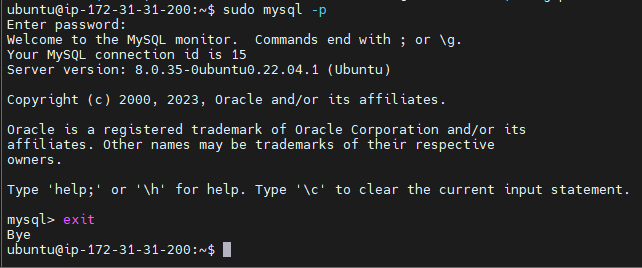 ubuntu@ip-172-31-31-200:~$ sudo mysql -p
Enter password:
Welcome to the MySQL monitor.  Commands end with ; or \g.
Your MySQL connection id is 15
Server version: 8.0.35-0ubuntu0.22.04.1 (Ubuntu)
Copyright (c) 2000, 2023, Oracle and/or its affiliates.
Oracle is a registered trademark of Oracle Corporation and/or its
affiliates. Other names may be trademarks of their respective
owners.
Type 'help;' or '\h' for help. Type '\c' to clear the current input statement.
mysql> exit
Bye
ubuntu@ip-172-31-31-200:~$